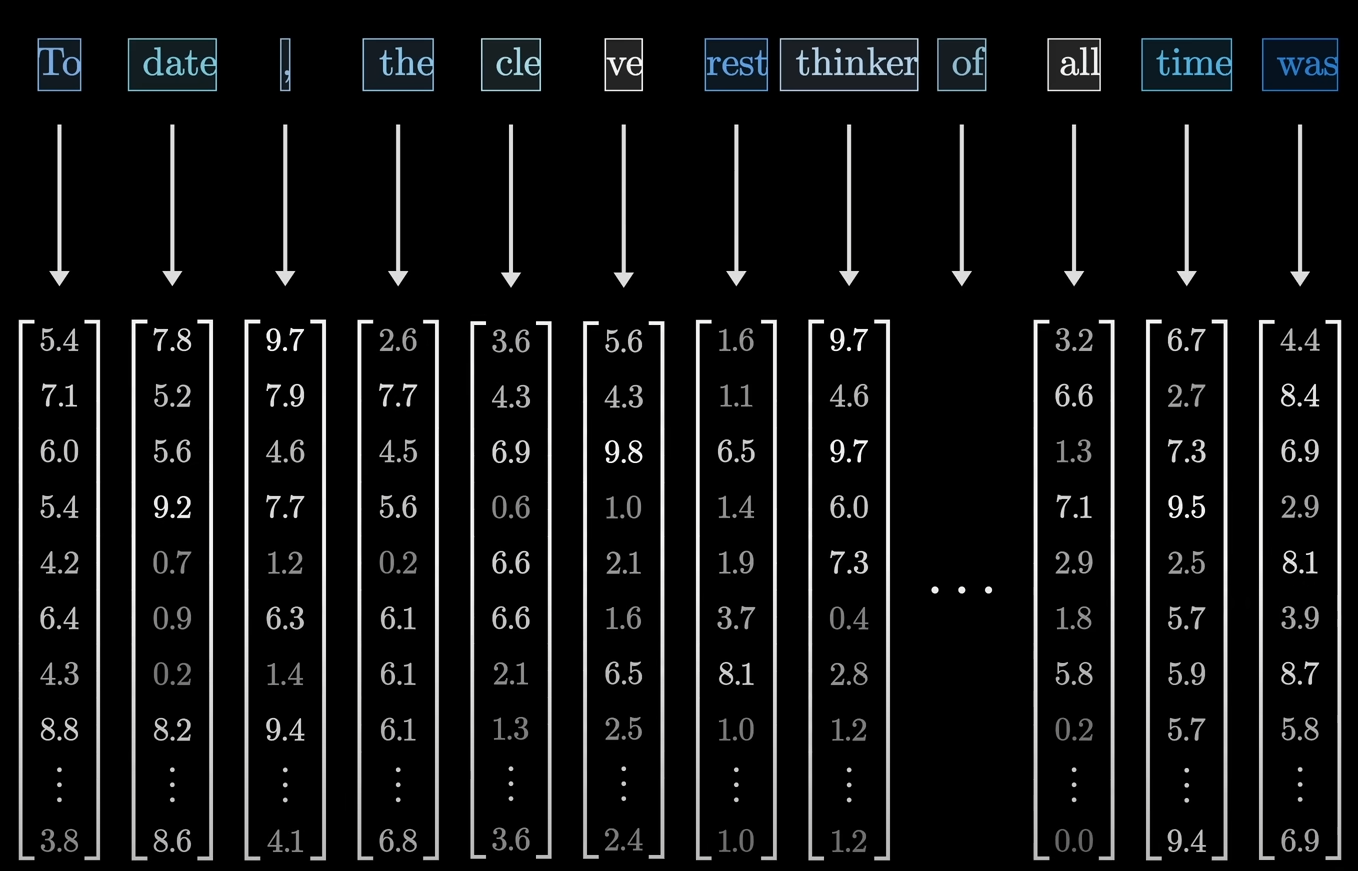 To date , the cle ve rest thinker of all time was
5.4 7.8 9.7 2.6 3.6 5.6 1.6 9.7 3.2 6.7 4.4
7.1 5.2 7.9 7.7 4.3 4.3 1.1 4.6 6.6 2.7 8.4
6.0 5.6 4.6 4.5 6.9 9.8 6.5 9.7 1.3 7.3 6.9
5.4 9.2 7.7 5.6 0.6 1.0 1.4 6.0 7.1 9.5 2.9
4.2 0.7 1.2 0.2 6.6 2.1 1.9 7.3 ... 2.9 2.5 8.1
6.4 0.9 6.3 6.1 6.6 1.6 3.7 0.4 1.8 5.7 3.9
4.3 0.2 1.4 6.1 2.1 6.5 8.1 2.8 5.8 5.9 8.7
8.8 8.2 9.4 6.1 1.3 2.5 1.0 1.2 0.2 5.7 5.8
⋮ ⋮ ⋮ ⋮ ⋮ ⋮ ⋮ ⋮ ⋮ ⋮ ⋮
3.8 8.6 4.1 6.8 3.6 2.4 1.0 1.2 0.0 9.4 6.9